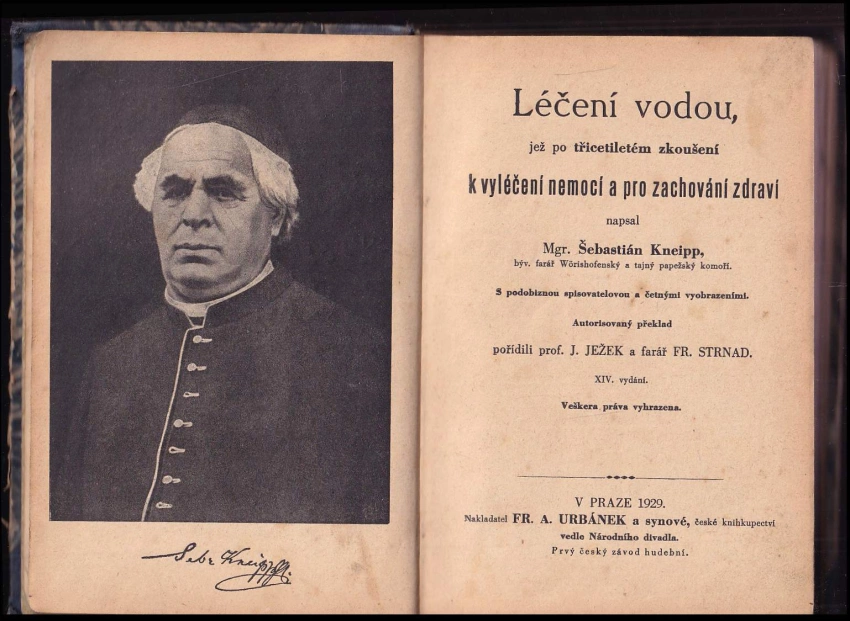 Sebr Kneipp
Léčení vodou,
jež po třicetiletém zkoušení
k vyléčení nemocí a pro zachování zdraví
napsal
Mgr. Šebastián Kneipp,
býv. farář Wörishofenský a tajný papežský komoří.
S podobiznou spisovatelovou a četnými vyobrazeními.
Autorisovaný překlad
pořídili prof. J. JEŽEK a farář FR. STRNAD.
XIV. vydání.
Veškera práva vyhrazena.
V PRAZE 1929.
Nakladatel FR. A. URBÁNEK a synové, české knihkupectví
vedle Národního divadla.
Prvý český závod hudební.